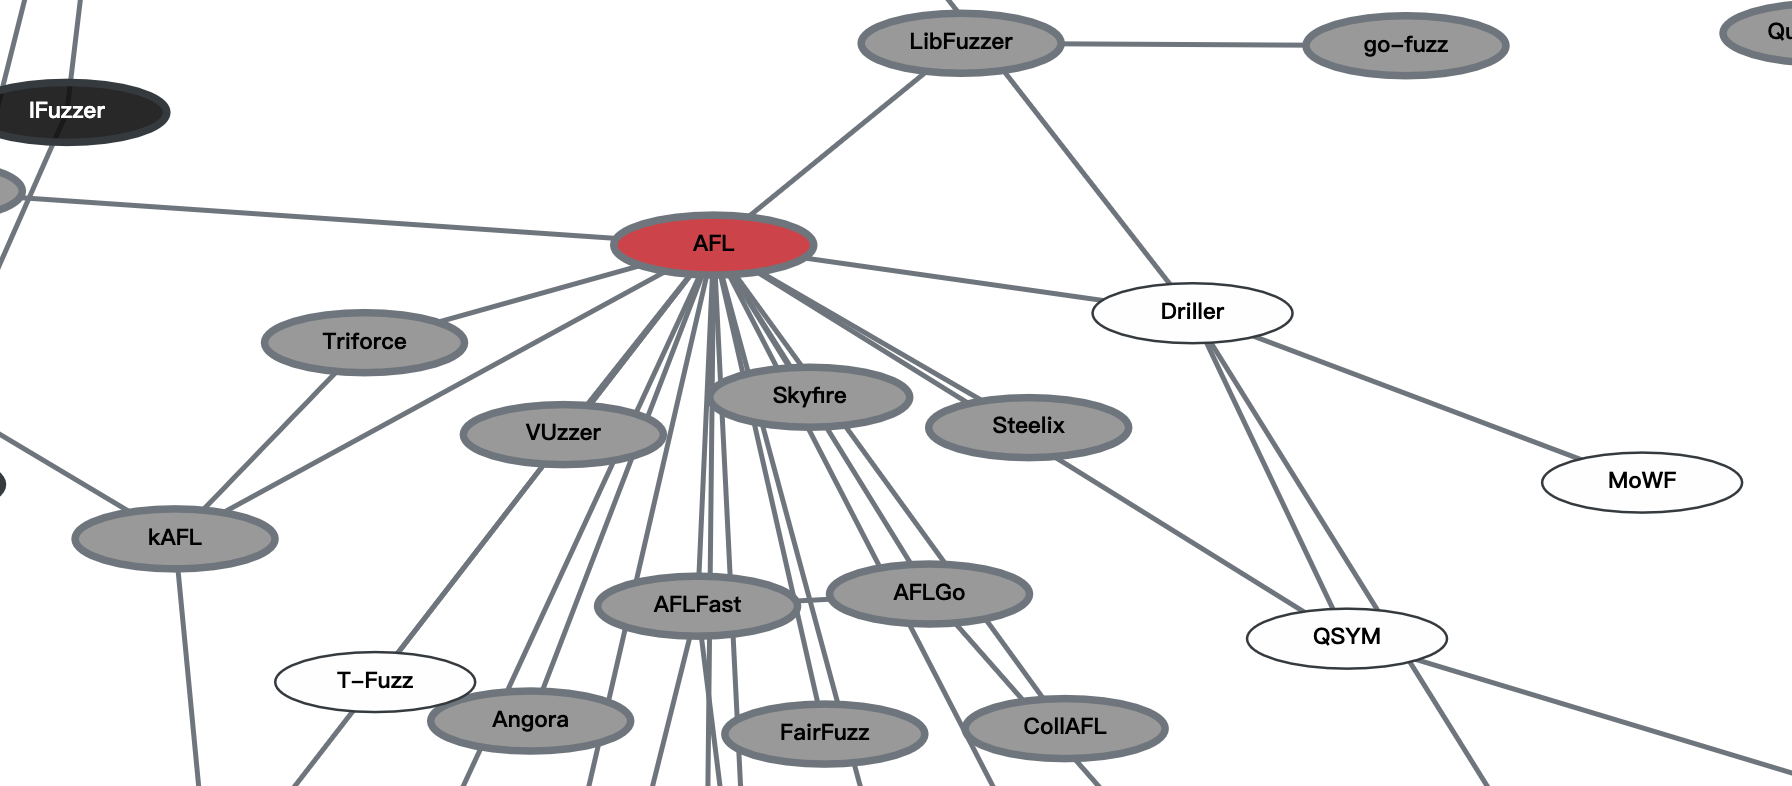 LibFuzzer
go-fuzz
Qu
IFuzzer
AFL
Driller
Triforce
Skyfire
Steelix
VUzzer
MoWF
kAFL
AFLGo
AFLFast
QSYM
T-Fuzz
Angora
FairFuzz
CollAFL